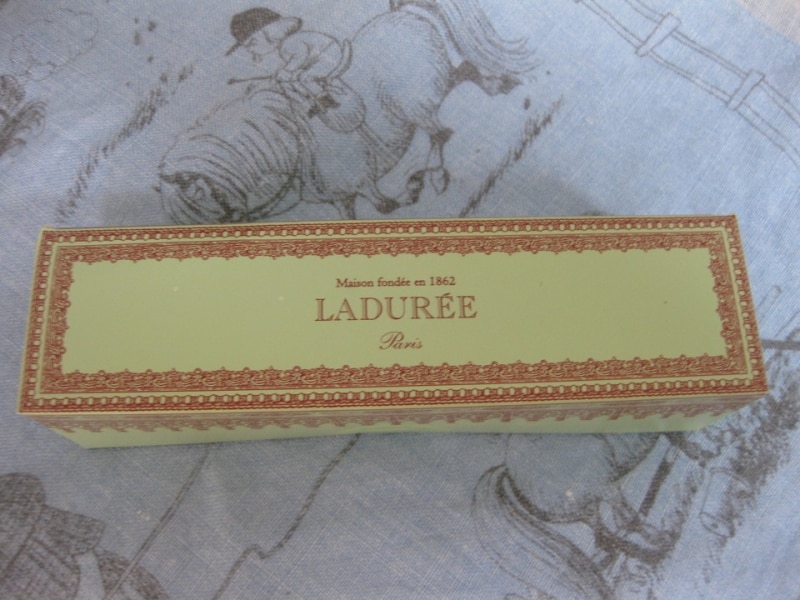 Maison fondée en 1862
LADURÉE
Paris